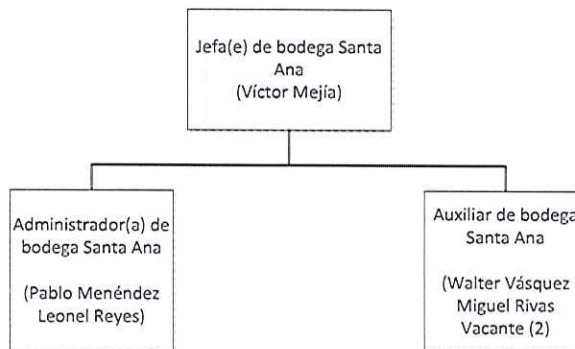 Jefa(e) de bodega Santa
Ana
(Víctor Mejía)
Administrador(a) de
bodega Santa Ana
(Pablo Menéndez
Leonel Reyes)
Auxiliar de bodega
Santa Ana
(Walter Vásquez
Miguel Rivas
Vacante (2)